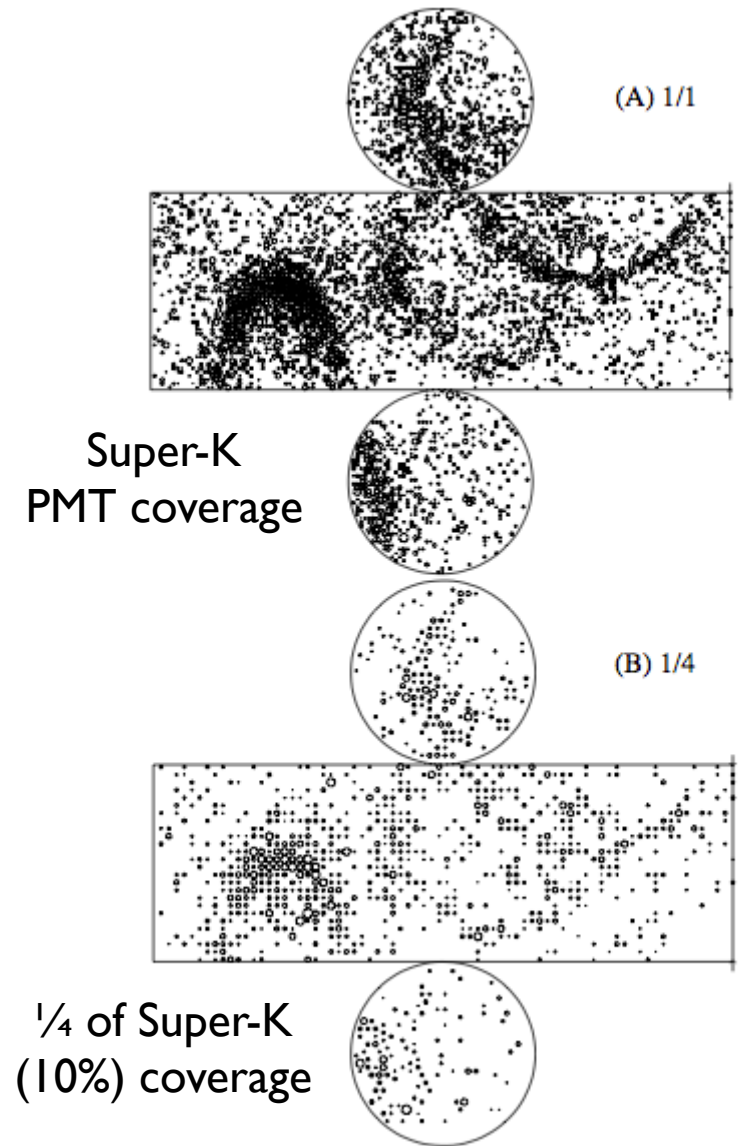 (A) 1/1
Super-K
PMT coverage
(B) 1/4
¼ of Super-K
(10%) coverage